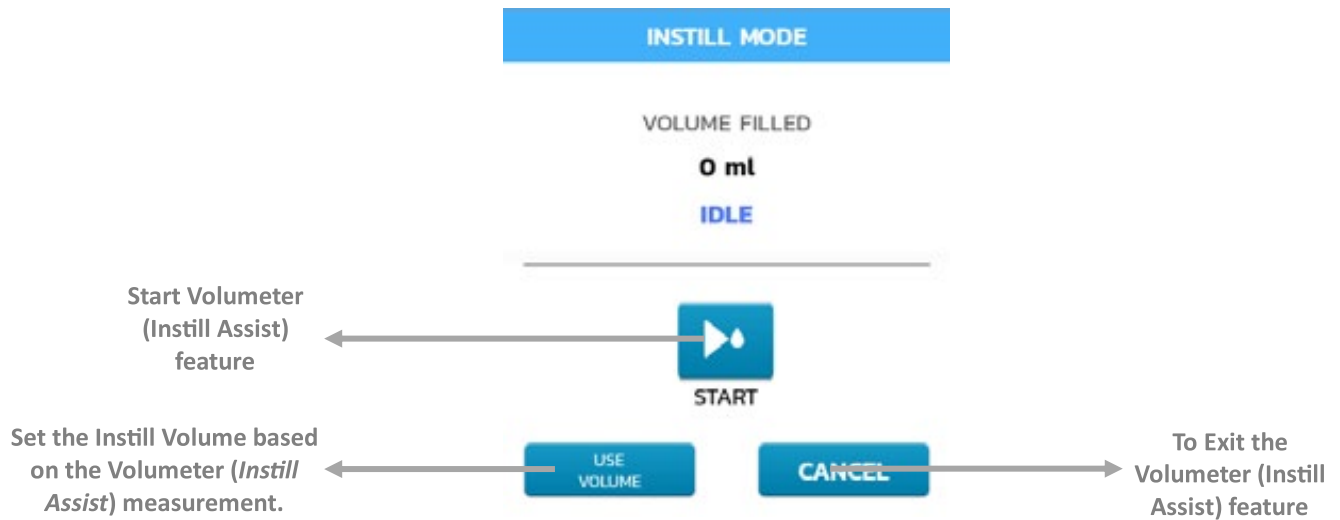 INSTILL MODE
VOLUME FILLED
0 ml
IDLE
Start Volumeter
(Instill Assist)
feature
START
Set the Instill Volume based
on the Volumeter (Instill
Assist) measurement.
USE
VOLUME
CANCEL
To Exit the
Volumeter (Instill
Assist) feature